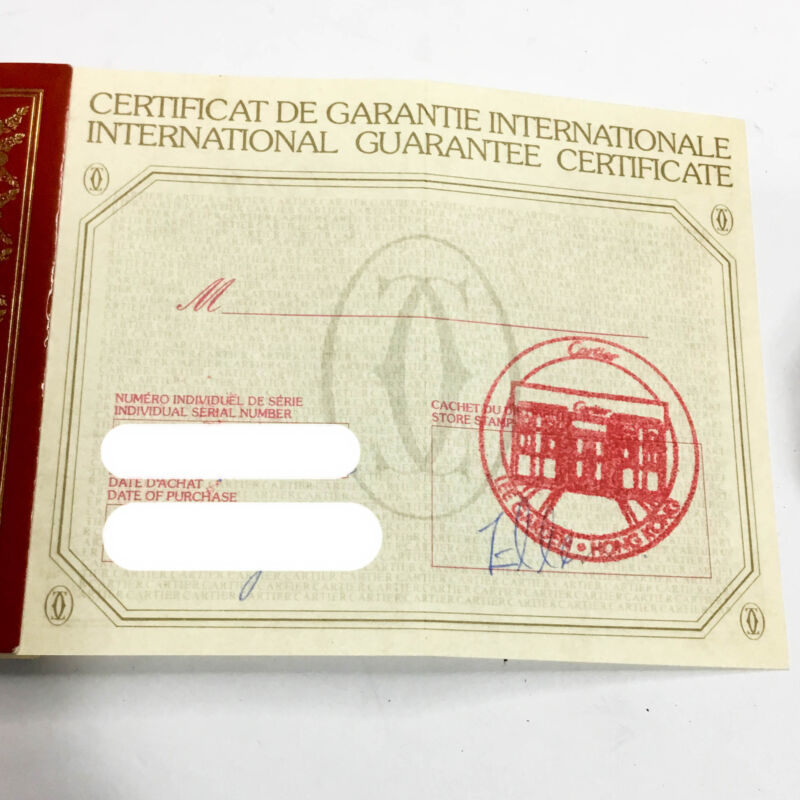 CERTIFICAT DE GARANTIE INTERNATIONALE
INTERNATIONAL GUARANTEE CERTIFICATE
M
NUMÉRO INDIVIDUEL DE SÉRIE
INDIVIDUAL SERIAL NUMBER
CACHET DU
STORE STAMP
Cartier
Cartier
HONG KONG
DATE D'ACHAT
DATE OF PURCHASE